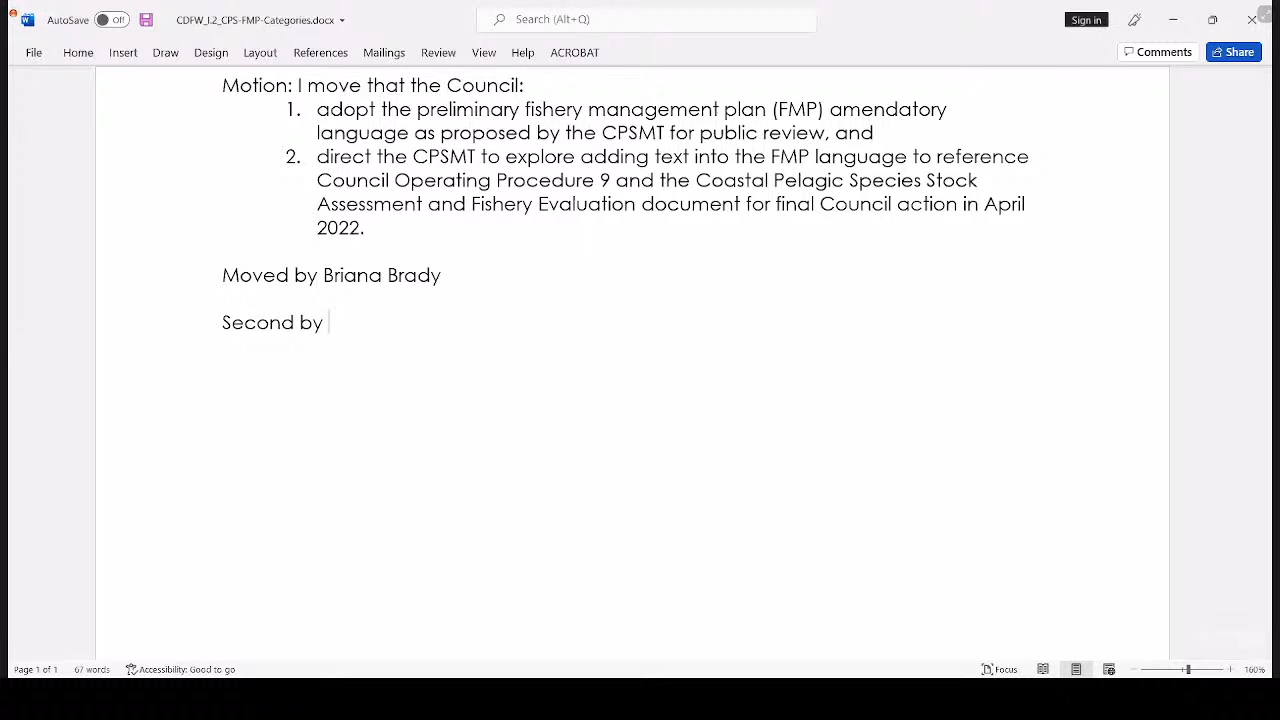 AutoSave Off CDFW_I.2_CPS-FMP-Categories.docx Search (Alt+Q) Sign in
File Home Insert Draw Design Layout References Mailings Review View Help ACROBAT Comments Share
Motion: I move that the Council:
1. adopt the preliminary fishery management plan (FMP) amendatory
language as proposed by the CPSMT for public review, and
2. direct the CPSMT to explore adding text into the FMP language to reference
Council Operating Procedure 9 and the Coastal Pelagic Species Stock
Assessment and Fishery Evaluation document for final Council action in April
2022.
Moved by Briana Brady
Second by
Page 1 of 1 67 words Accessibility: Good to go Focus 160%